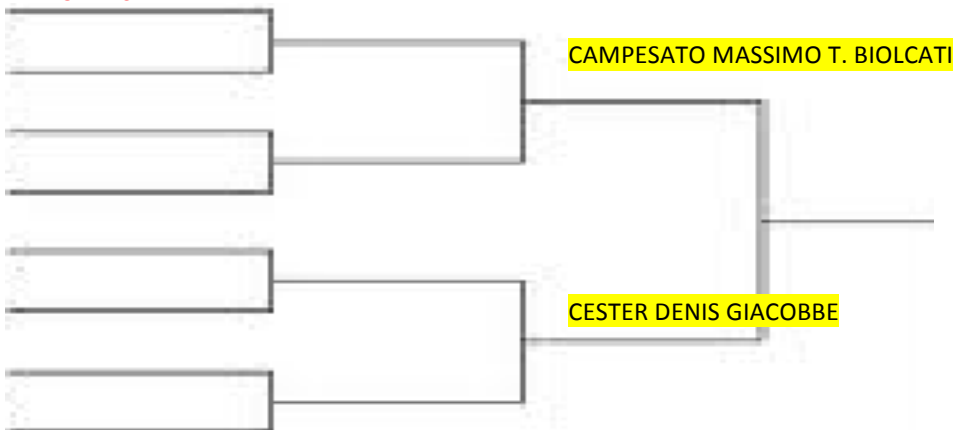 CAMPESATO MASSIMO T. BIOLCATI
CESTER DENIS GIACOBBE